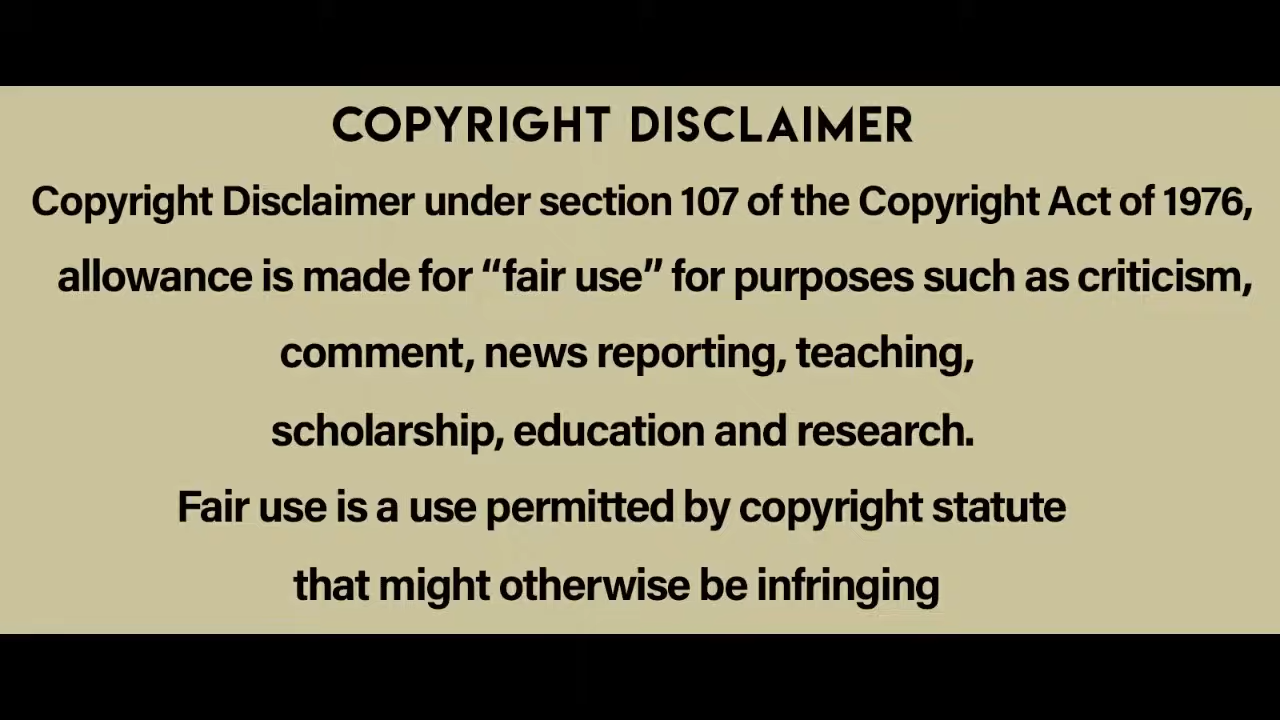 COPYRIGHT DISCLAIMER
Copyright Disclaimer under section 107 of the Copyright Act of 1976,
allowance is made for “fair use” for purposes such as criticism,
comment, news reporting, teaching,
scholarship, education and research.
Fair use is a use permitted by copyright statute
that might otherwise be infringing